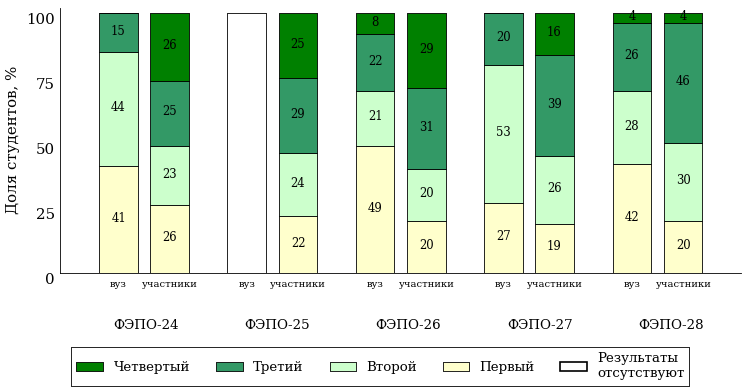 Доля студентов, %
100
75
50
25
0
15 26 25 8 29 20 16 4 4
44 25 29 22 31 53 39 26 46
41 23 24 21 20 27 26 28 30
26 22 49 20 19 42 20
вуз участники вуз участники вуз участники вуз участники вуз участники
ФЭПО-24 ФЭПО-25 ФЭПО-26 ФЭПО-27 ФЭПО-28
Четвертый Третий Второй Первый Результаты
отсутствуют